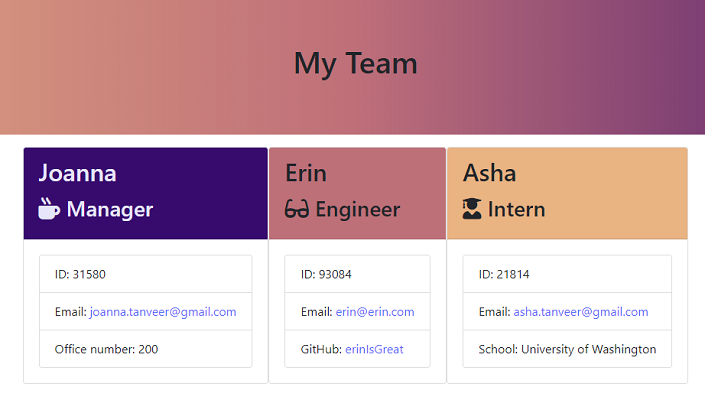 My Team
Joanna
Manager
ID: 31580
Email: joanna.tanveer@gmail.com
Office number: 200
Erin
Engineer
ID: 93084
Email: erin@erin.com
GitHub: erinIsGreat
Asha
Intern
ID: 21814
Email: asha.tanveer@gmail.com
School: University of Washington